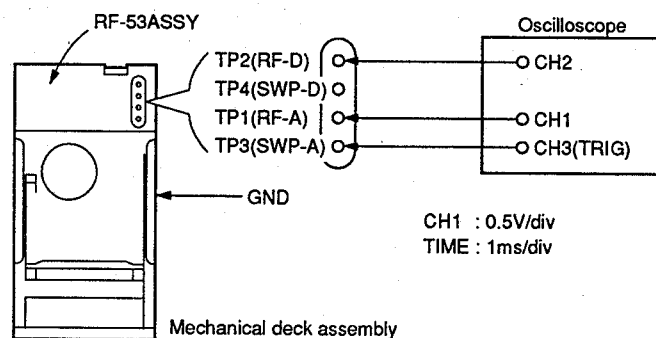 RF-53ASSY
Oscilloscope
TP2(RF-D)
CH2
TP4(SWP-D)
TP1(RF-A)
CH1
TP3(SWP-A)
CH3(TRIG)
GND
CH1 : 0.5V/div
TIME : 1ms/div
Mechanical deck assembly